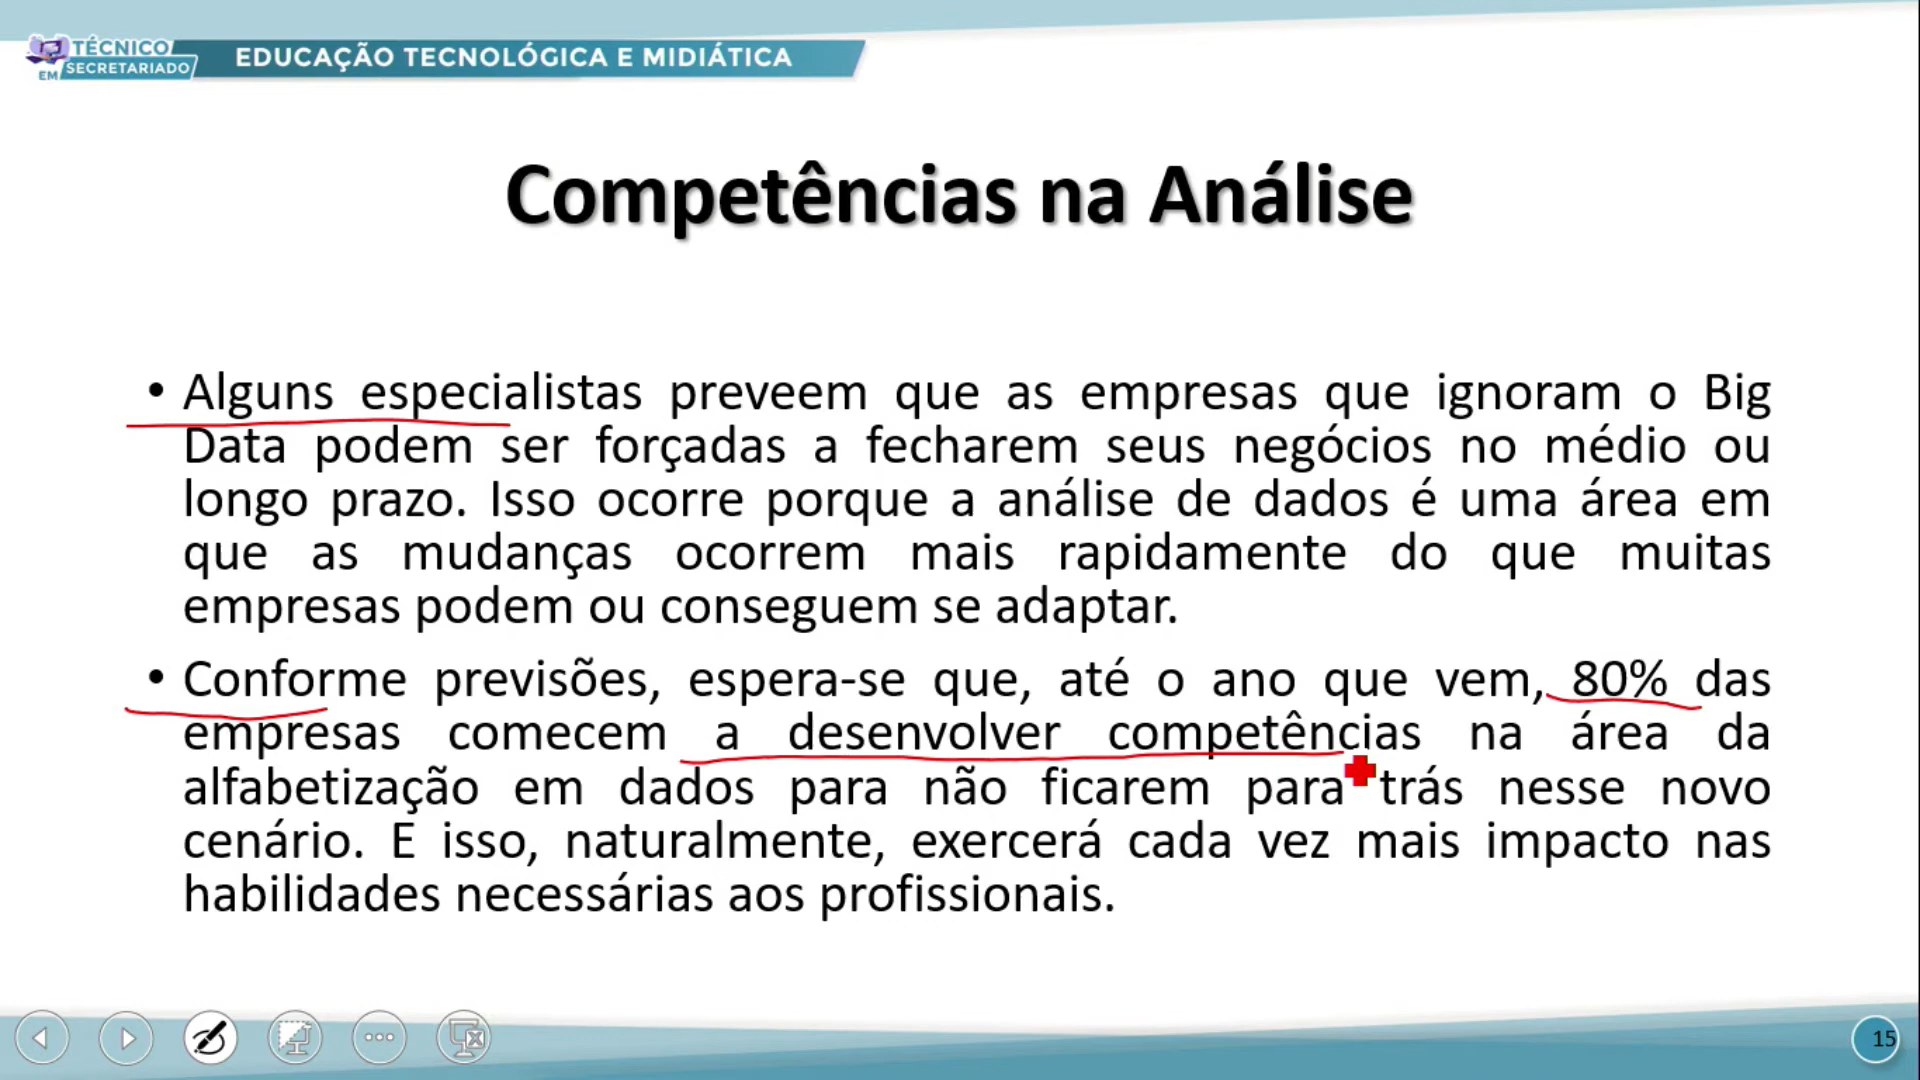 TÉCNICO
EM SECRETARIADO
EDUCAÇÃO TECNOLÓGICA E MIDIÁTICA
Competências na Análise
• Alguns especialistas preveem que as empresas que ignoram o Big
Data podem ser forçadas a fecharem seus negócios no médio ou
longo prazo. Isso ocorre porque a análise de dados é uma área em
que as mudanças ocorrem mais rapidamente do que muitas
empresas podem ou conseguem se adaptar.
• Conforme previsões, espera-se que, até o ano que vem, 80% das
empresas comecem a desenvolver competências na área da
alfabetização em dados para não ficarem para trás nesse novo
cenário. E isso, naturalmente, exercerá cada vez mais impacto nas
habilidades necessárias aos profissionais.
15